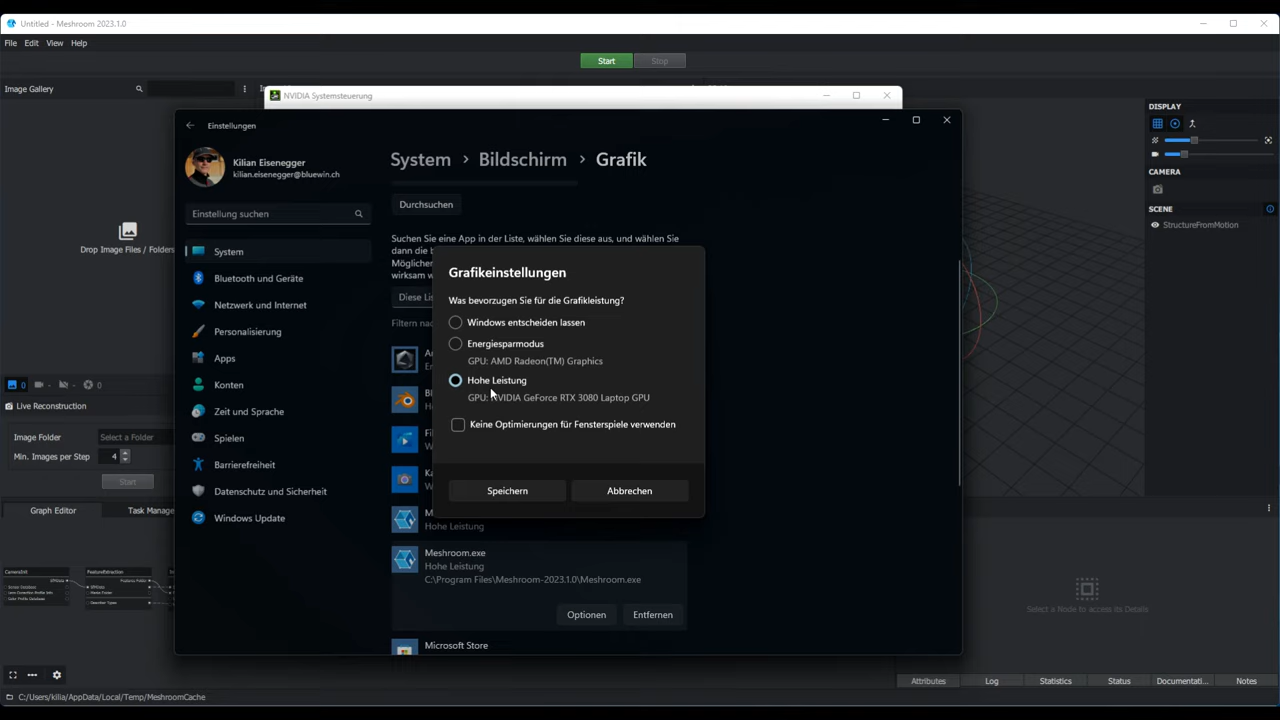 Untitled - Meshroom 2023.1.0
File Edit View Help
Start Stop
Image Gallery
NVIDIA Systemsteuerung
DISPLAY
Einstellungen
Kilian Eisenegger
kilian.eisenegger@bluewin.ch
System > Bildschirm > Grafik
CAMERA
Durchsuchen
Einstellung suchen
SCENE
StructureFromMotion
Drop Image Files / Folders
Suchen Sie eine App in der Liste, wählen Sie diese aus, und wählen Sie
dann die b
Möglicher
wirksam w
System
Bluetooth und Geräte
Netzwerk und Internet
Personalisierung
Apps
Konten
Zeit und Sprache
Spielen
Barrierefreiheit
Datenschutz und Sicherheit
Windows Update
Diese Lis
Filtern nac
Grafikeinstellungen
Was bevorzugen Sie für die Grafikleistung?
Windows entscheiden lassen
Energiesparmodus
GPU: AMD Radeon(TM) Graphics
Hohe Leistung
GPU: NVIDIA GeForce RTX 3080 Laptop GPU
Keine Optimierungen für Fensterspiele verwenden
Speichern Abbrechen
Hohe Leistung
Meshroom.exe
Hohe Leistung
C:\Program Files\Meshroom-2023.1.0\Meshroom.exe
Optionen Entfernen
Microsoft Store
0 0
Live Reconstruction
Image Folder Select a Folder
Min. Images per Step 4
Start
Graph Editor Task Manage
CameraInit
FeatureExtraction
Select a Node to access its Details
C:/Users/kilia/AppData/Local/Temp/MeshroomCache
Attributes Log Statistics Status Documentati... Notes